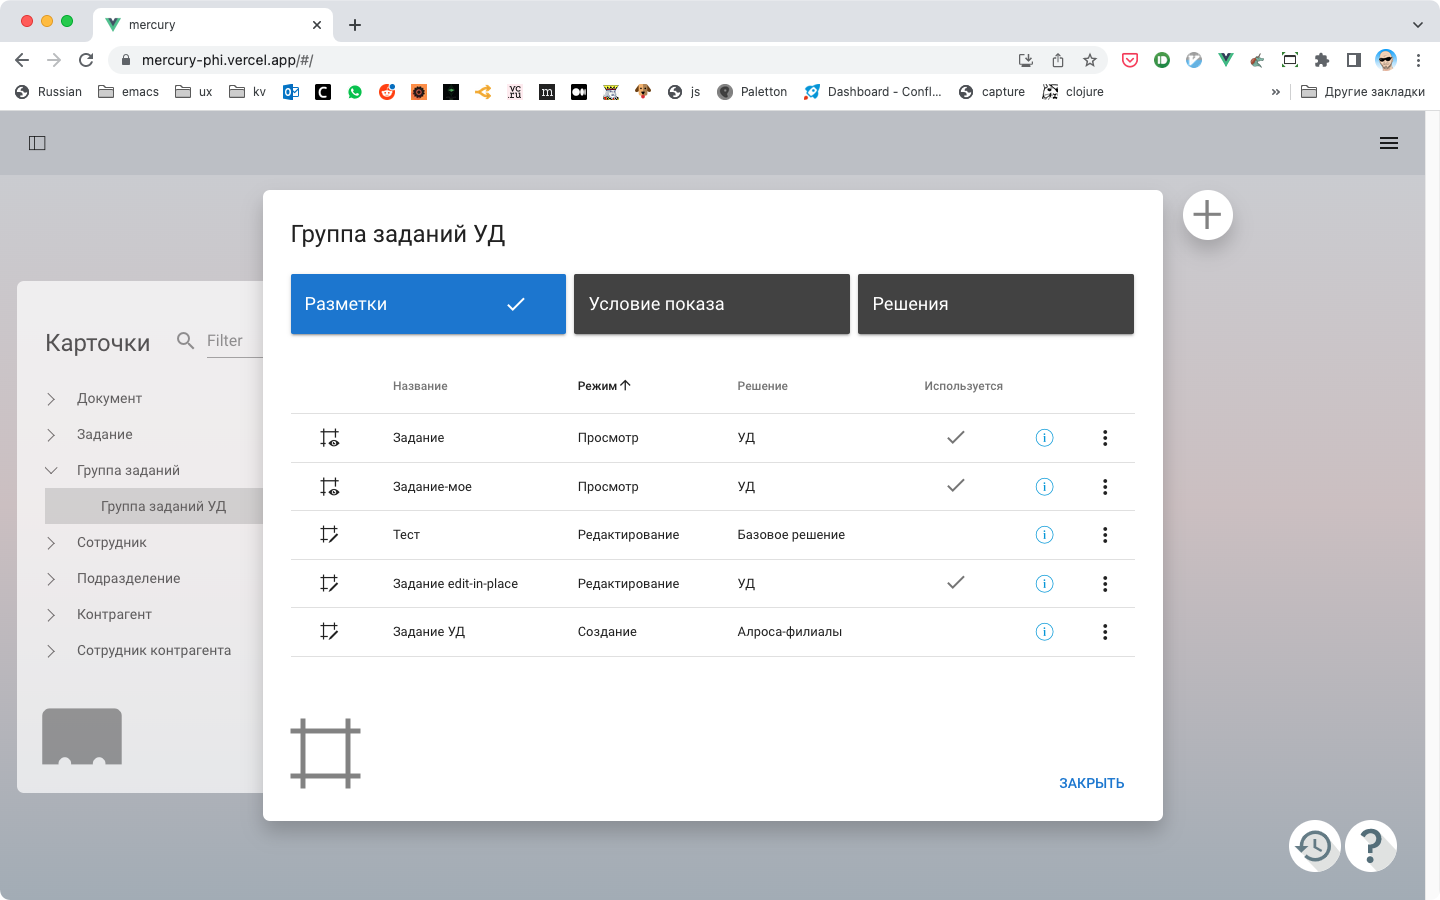 mercury
mercury-phi.vercel.app/#/
Russian emacs ux kv js Paletton Dashboard - Confl... capture clojure » Другие закладки
Группа заданий УД
Разметки Условие показа Решения
Карточки Filter
Документ
Задание
Группа заданий
Группа заданий УД
Сотрудник
Подразделение
Контрагент
Сотрудник контрагента
Название Режим Решение Используется
Задание Просмотр УД
Задание-мое Просмотр УД
Тест Редактирование Базовое решение
Задание edit-in-place Редактирование УД
Задание УД Создание Алроса-филиалы
ЗАКРЫТЬ